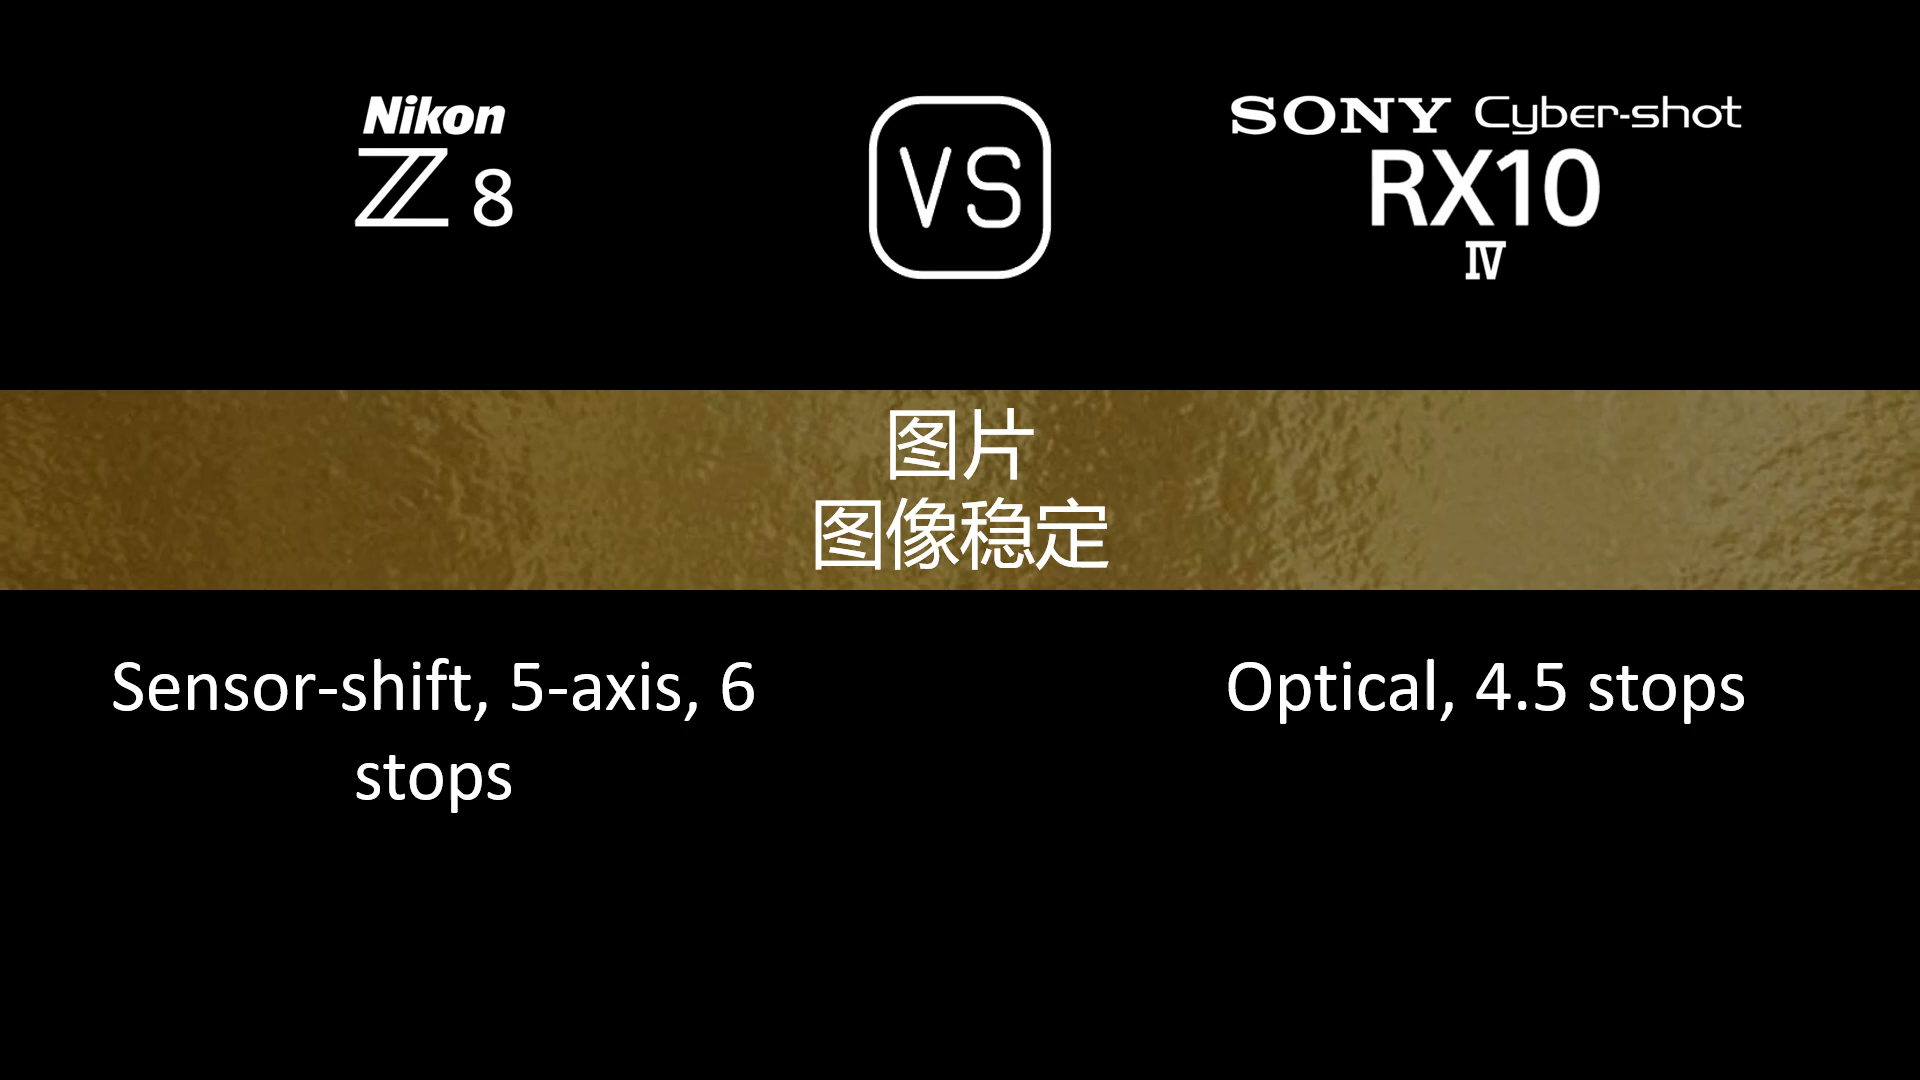 Nikon
Z 8
VS
SONY Cyber-shot
RX10
IV
图片
图像稳定
Sensor-shift, 5-axis, 6
stops
Optical, 4.5 stops